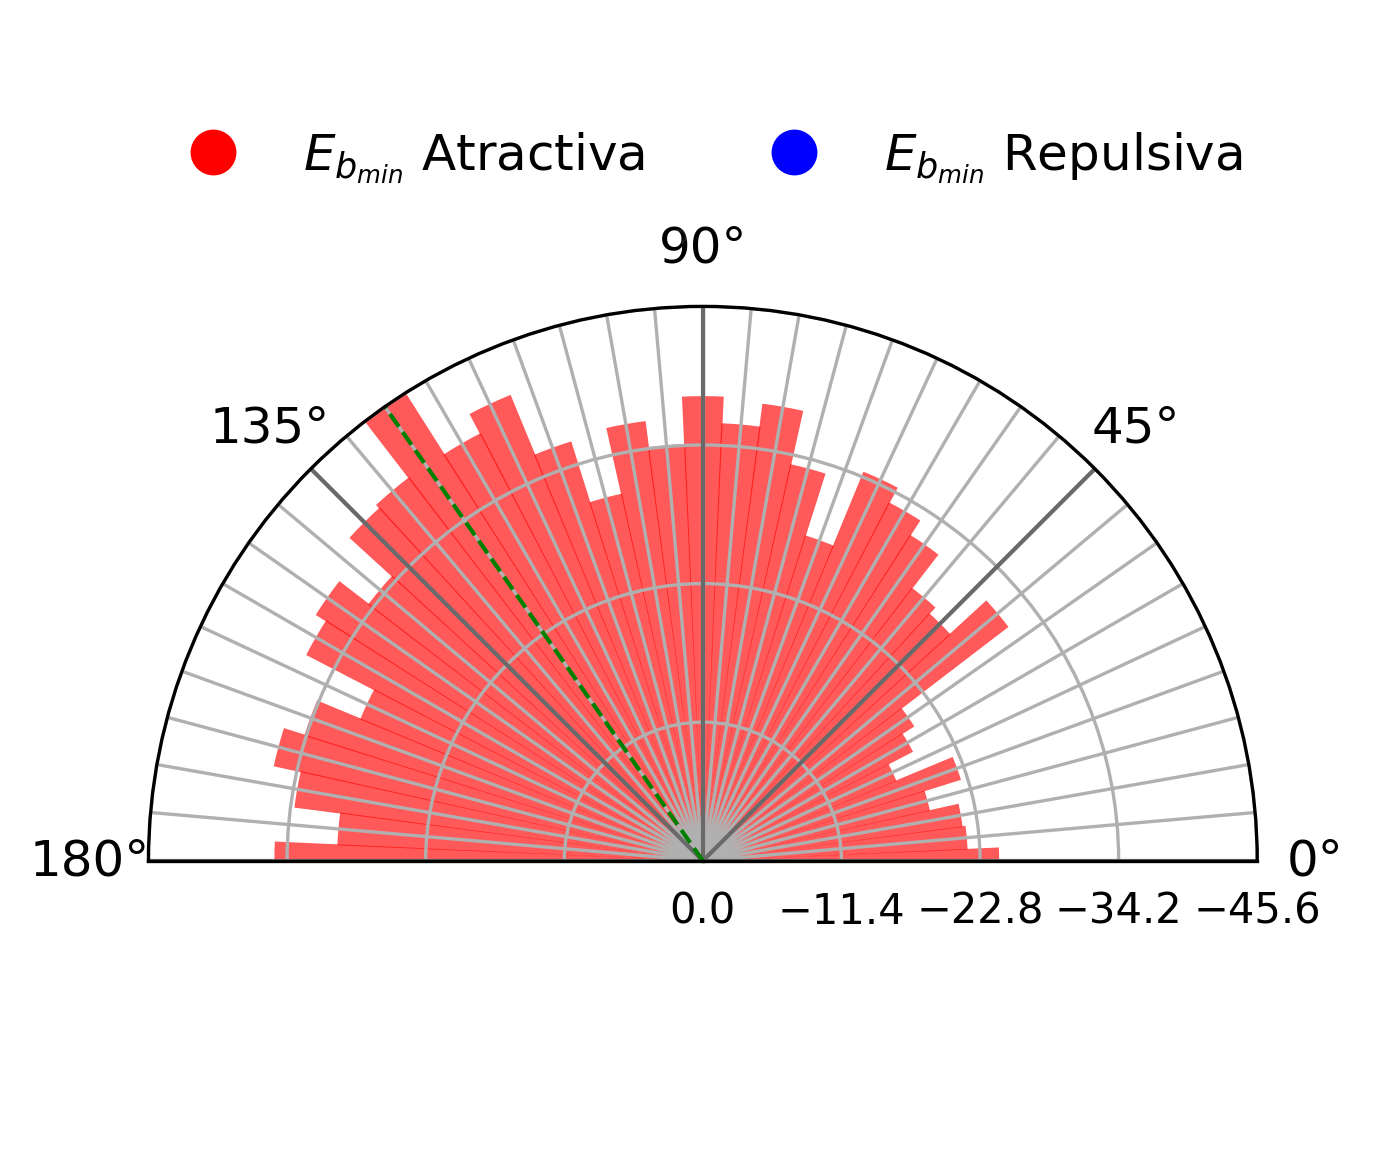 E_{b_{min}} Atractiva E_{b_{min}} Repulsiva
90°
135° 45°
180° 0°
0.0 −11.4 −22.8 −34.2 −45.6